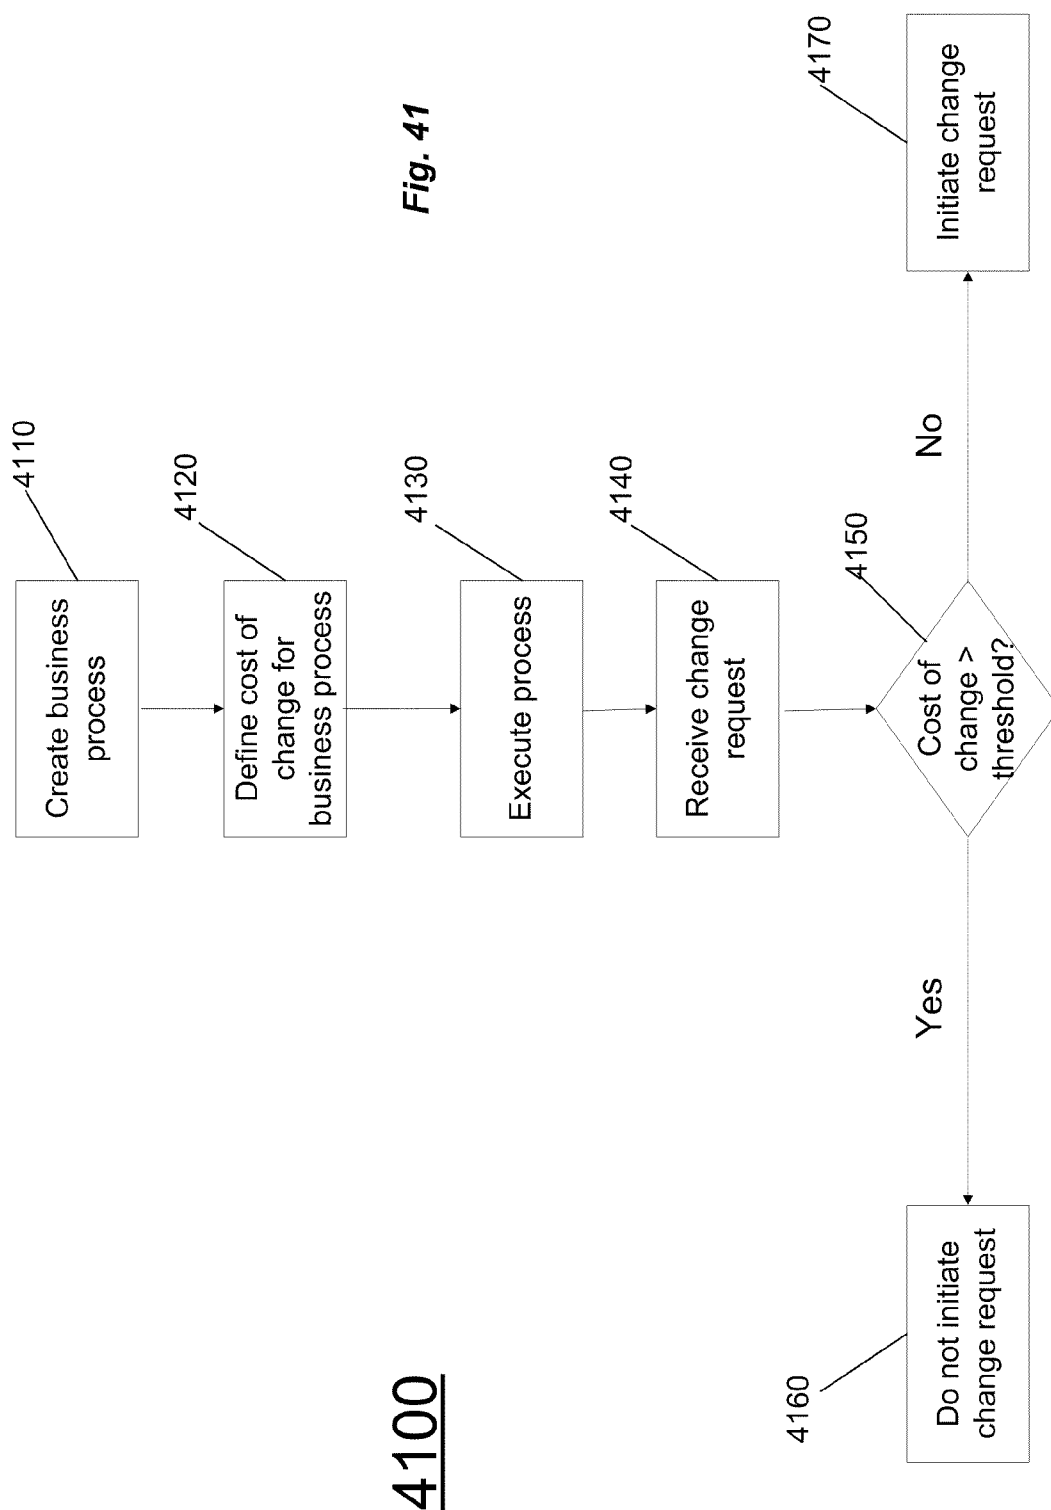 4100
Fig. 41
4110
Create business
process
4120
Define cost of
change for
business process
4130
Execute process
4140
Receive change
request
4150
Cost of
change >
threshold?
Yes
No
4160
Do not initiate
change request
4170
Initiate change
request